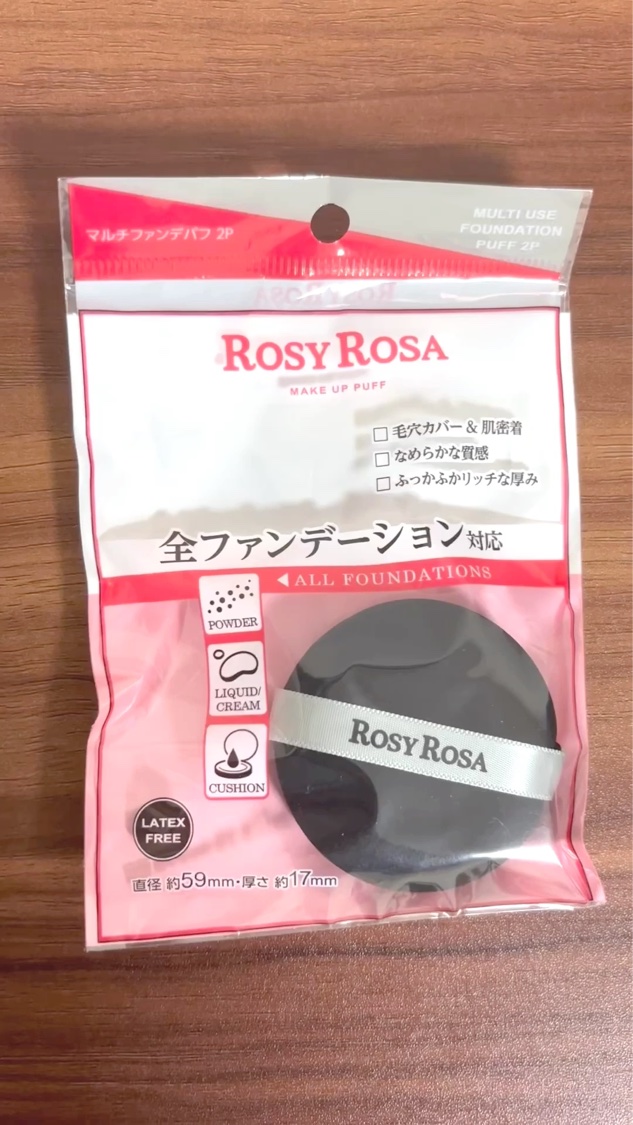 マルチファンデパフ 2P
MULTI USE
FOUNDATION
PUFF 2P
ROSY ROSA
MAKE UP PUFF
□ 毛穴カバー & 肌密着
□ なめらかな質感
□ ふっかふかリッチな厚み
全ファンデーション対応
◀ALL FOUNDATIONS
POWDER
LIQUID/
CREAM
CUSHION
ROSY ROSA
LATEX
FREE
直径 約59mm・厚さ 約17mm